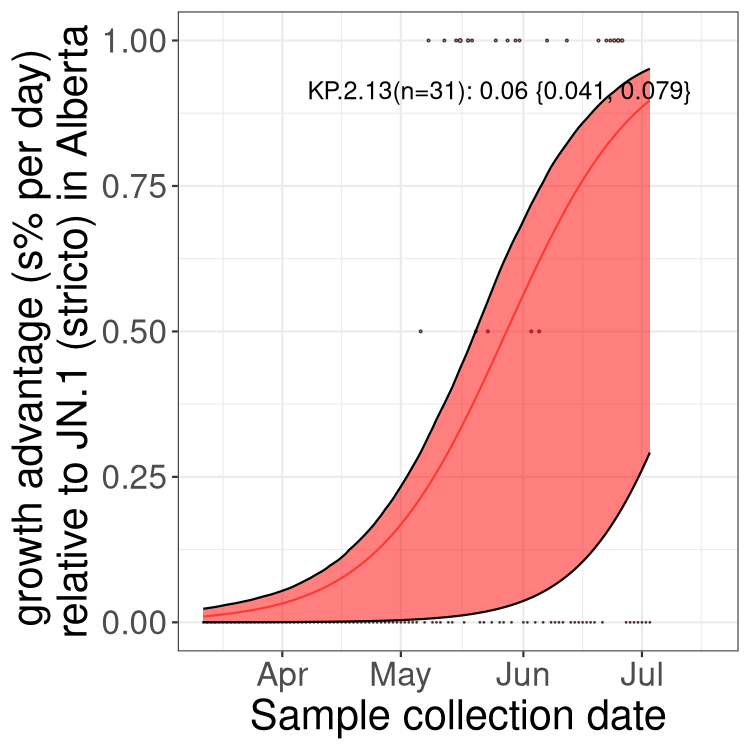 growth advantage (s% per day)
relative to JN.1 (stricto) in Alberta
1.00
0.75
0.50
0.25
0.00
KP.2.13(n=31): 0.06 {0.041, 0.079}
Apr May Jun Jul
Sample collection date